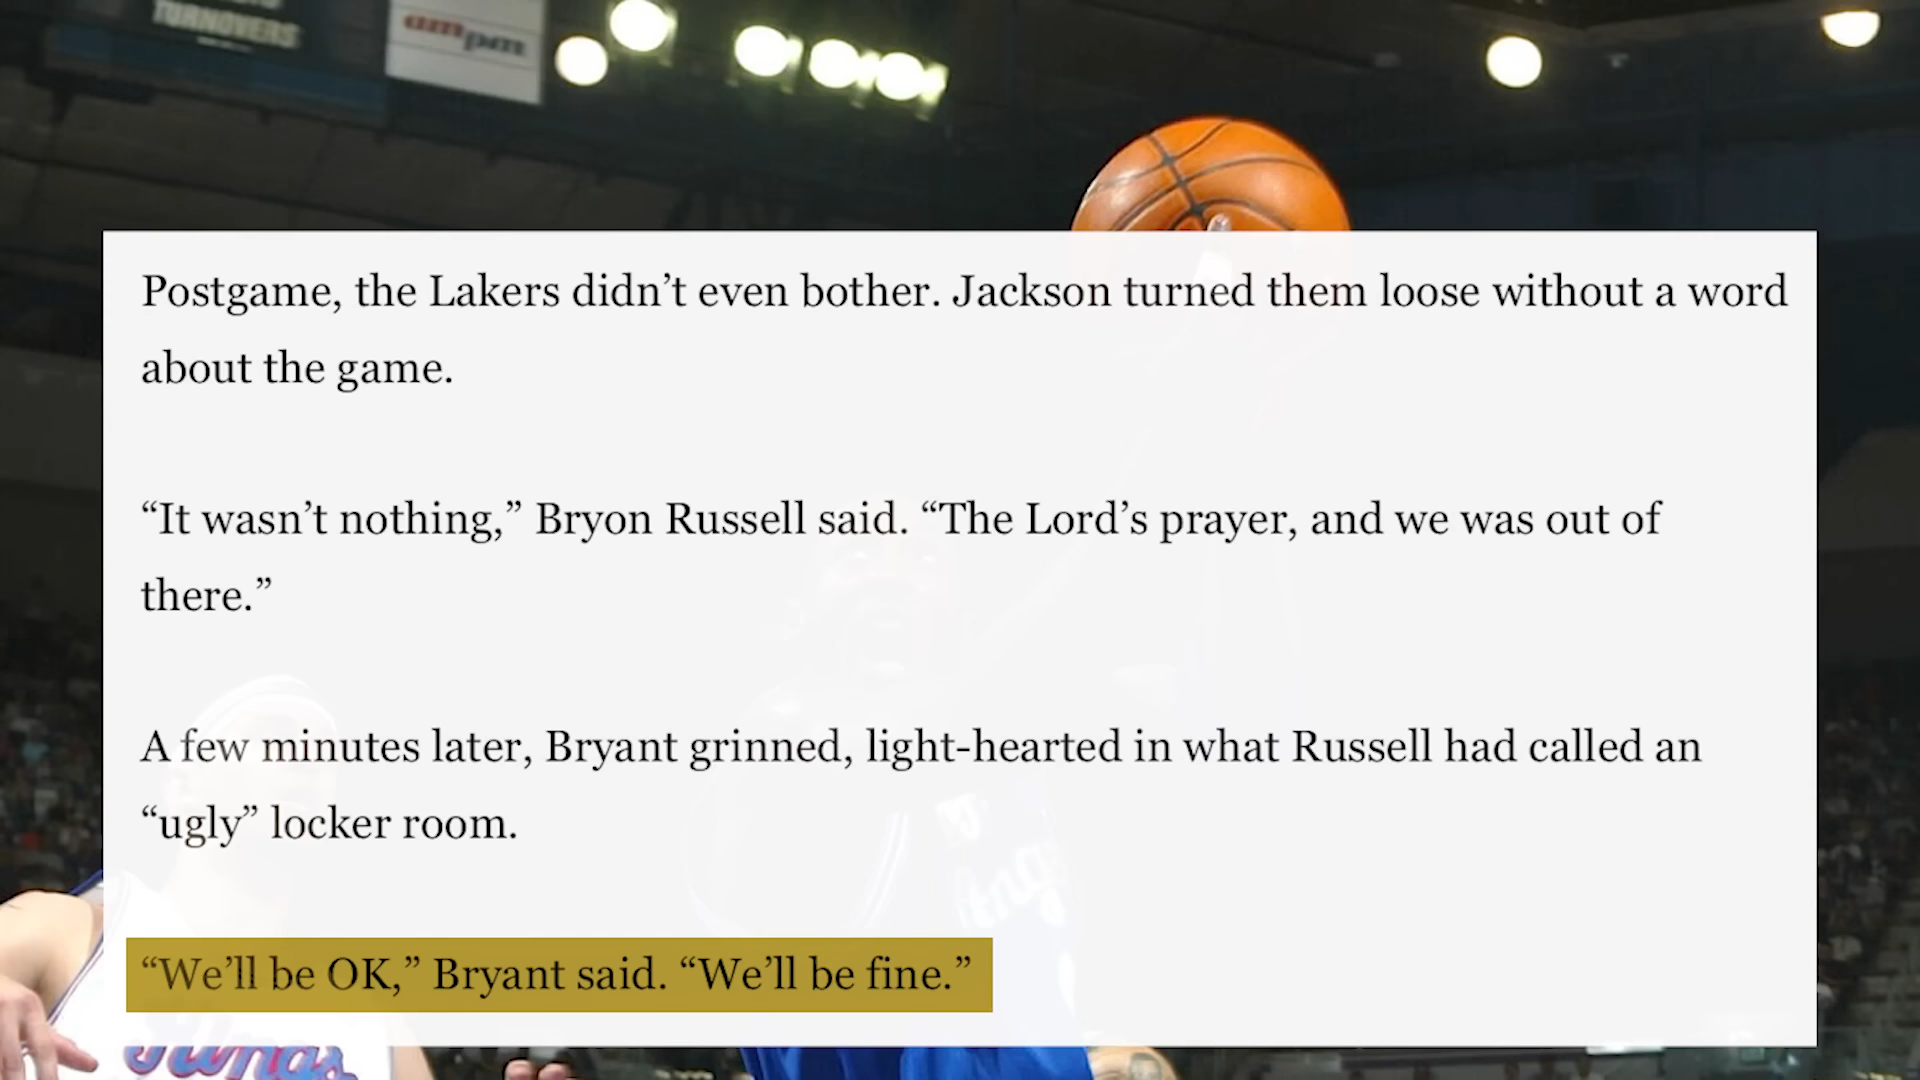 TURNOVERS
ampm
Postgame, the Lakers didn’t even bother. Jackson turned them loose without a word
about the game.
“It wasn’t nothing,” Bryon Russell said. “The Lord’s prayer, and we was out of
there.”
A few minutes later, Bryant grinned, light-hearted in what Russell had called an
“ugly” locker room.
“We’ll be OK,” Bryant said. “We’ll be fine.”
Kings